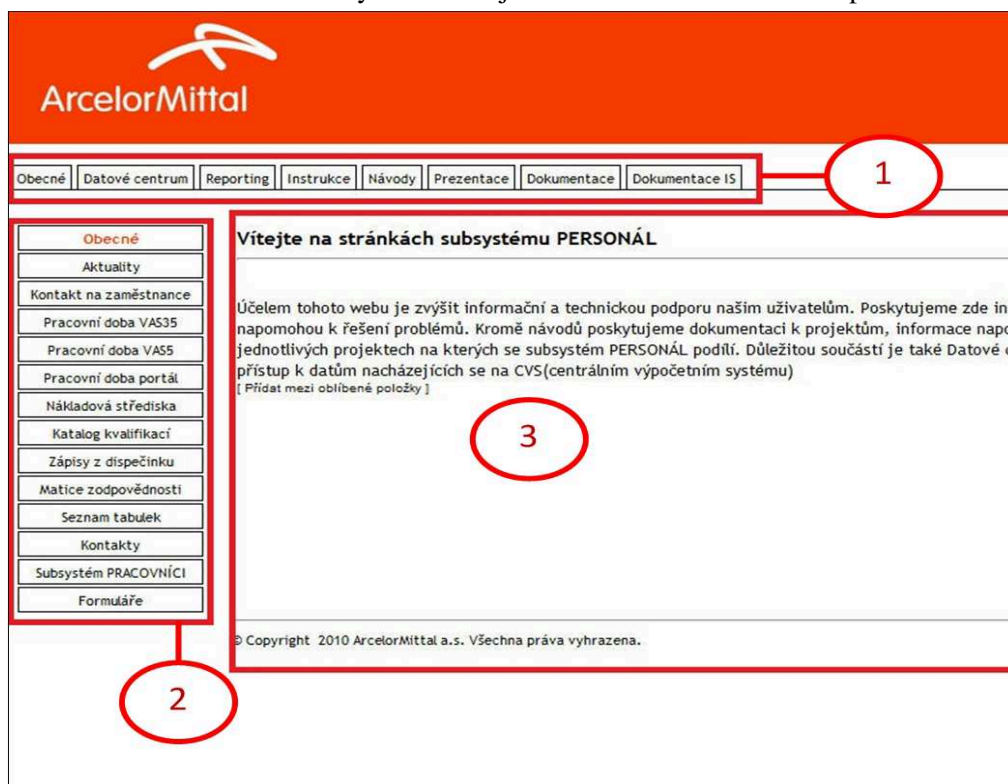 ArcelorMittal
Obecné Datové centrum Reporting Instrukce Návody Prezentace Dokumentace Dokumentace IS
1
Obecné
Aktuality
Kontakt na zaměstnance
Pracovní doba VAS35
Pracovní doba VAS5
Pracovní doba portál
Nákladová střediska
Katalog kvalifikací
Zápisy z dispečinku
Matice zodpovědnosti
Seznam tabulek
Kontakty
Subsystém PRACOVNÍCI
Formuláře
2
Vítejte na stránkách subsystému PERSONÁL
Účelem tohoto webu je zvýšit informační a technickou podporu našim uživatelům. Poskytujeme zde in
napomohou k řešení problémů. Kromě návodů poskytujeme dokumentaci k projektům, informace napo
jednotlivých projektech na kterých se subsystém PERSONÁL podílí. Důležitou součástí je také Datové
přístup k datům nacházejících se na CVS(centrálním výpočetním systému)
[ Přidat mezi oblíbené položky ]
3
© Copyright 2010 ArcelorMittal a.s. Všechna práva vyhrazena.